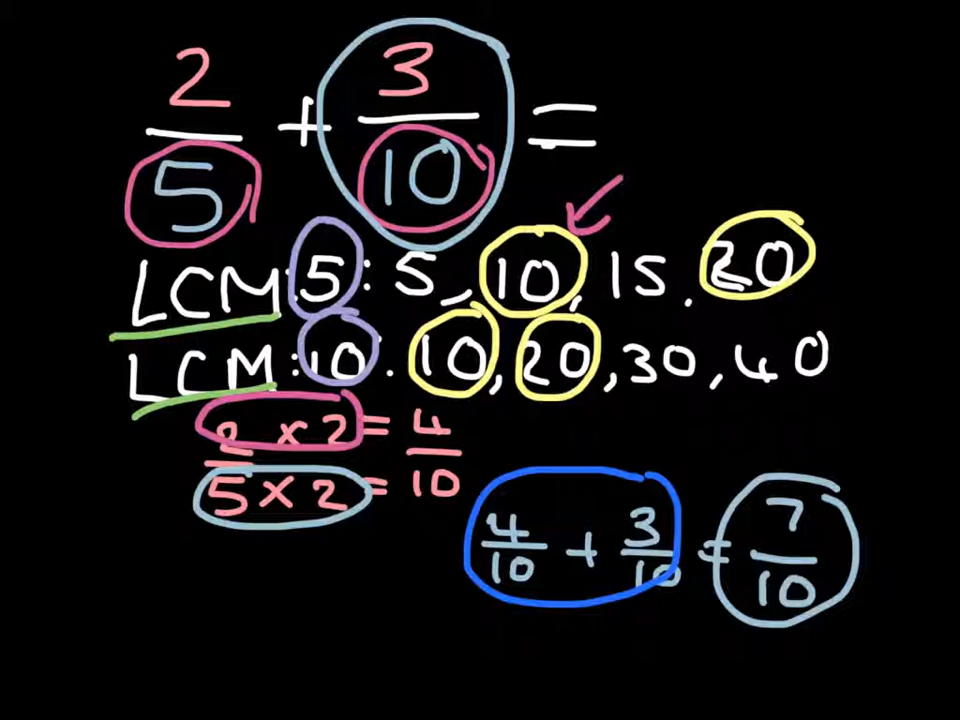 2/5 + 3/10 =
LCM:5: 5, 10, 15. 20
LCM:10. 10, 20, 30, 40
2 × 2 = 4
5 × 2 = 10
4/10 + 3/10 = 7/10